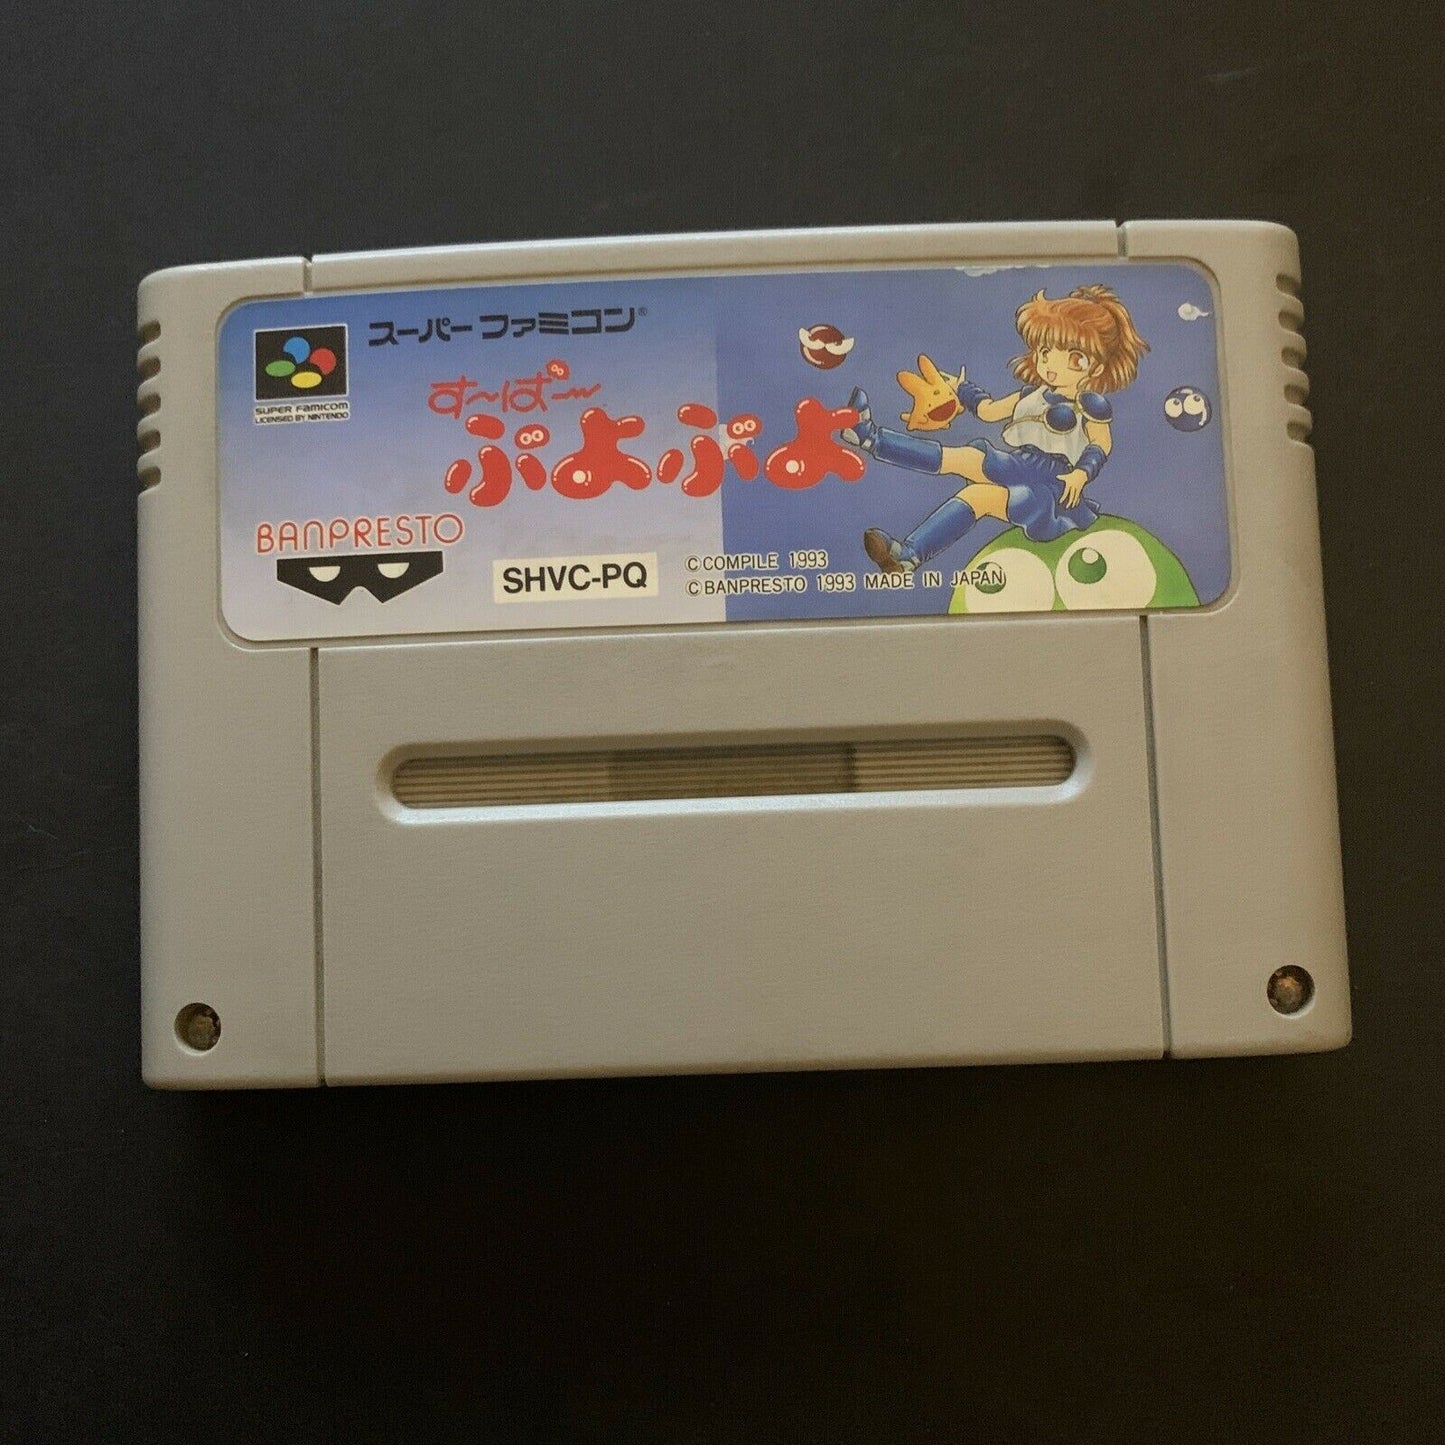 スーパーファミコン®
SUPER FAMICOM
LICENSED BY NINTENDO
す〜ぱ〜
ぷよぷよ
BANPRESTO
SHVC-PQ
©COMPILE 1993
©BANPRESTO 1993 MADE IN JAPAN